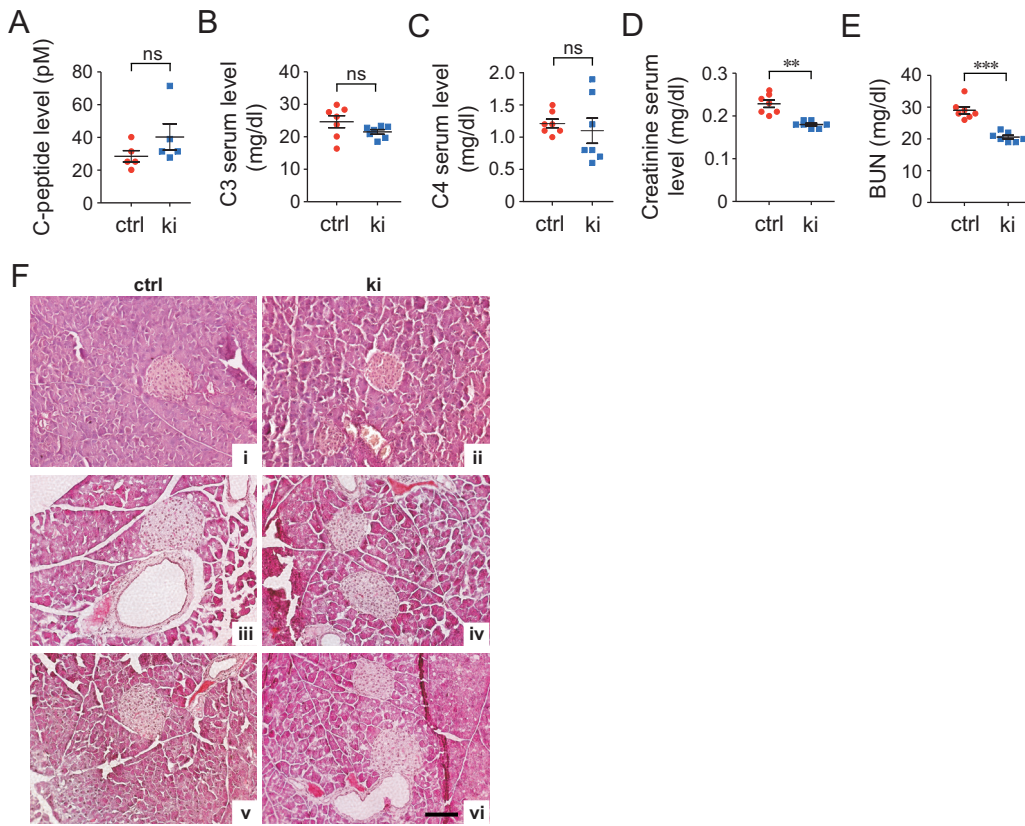 A
C-peptide level (pM)
80
60
40
20
0
ns
ctrl
ki
B
C3 serum level
(mg/dl)
40
30
20
10
0
ns
ctrl
ki
C
C4 serum level
(mg/dl)
2.0
1.5
1.0
0.5
0
ns
ctrl
ki
D
Creatinine serum
level (mg/dl)
0.3
0.2
0.1
0
**
ctrl
ki
E
BUN (mg/dl)
40
30
20
10
0
***
ctrl
ki
F
ctrl
ki
i
ii
iii
iv
v
vi